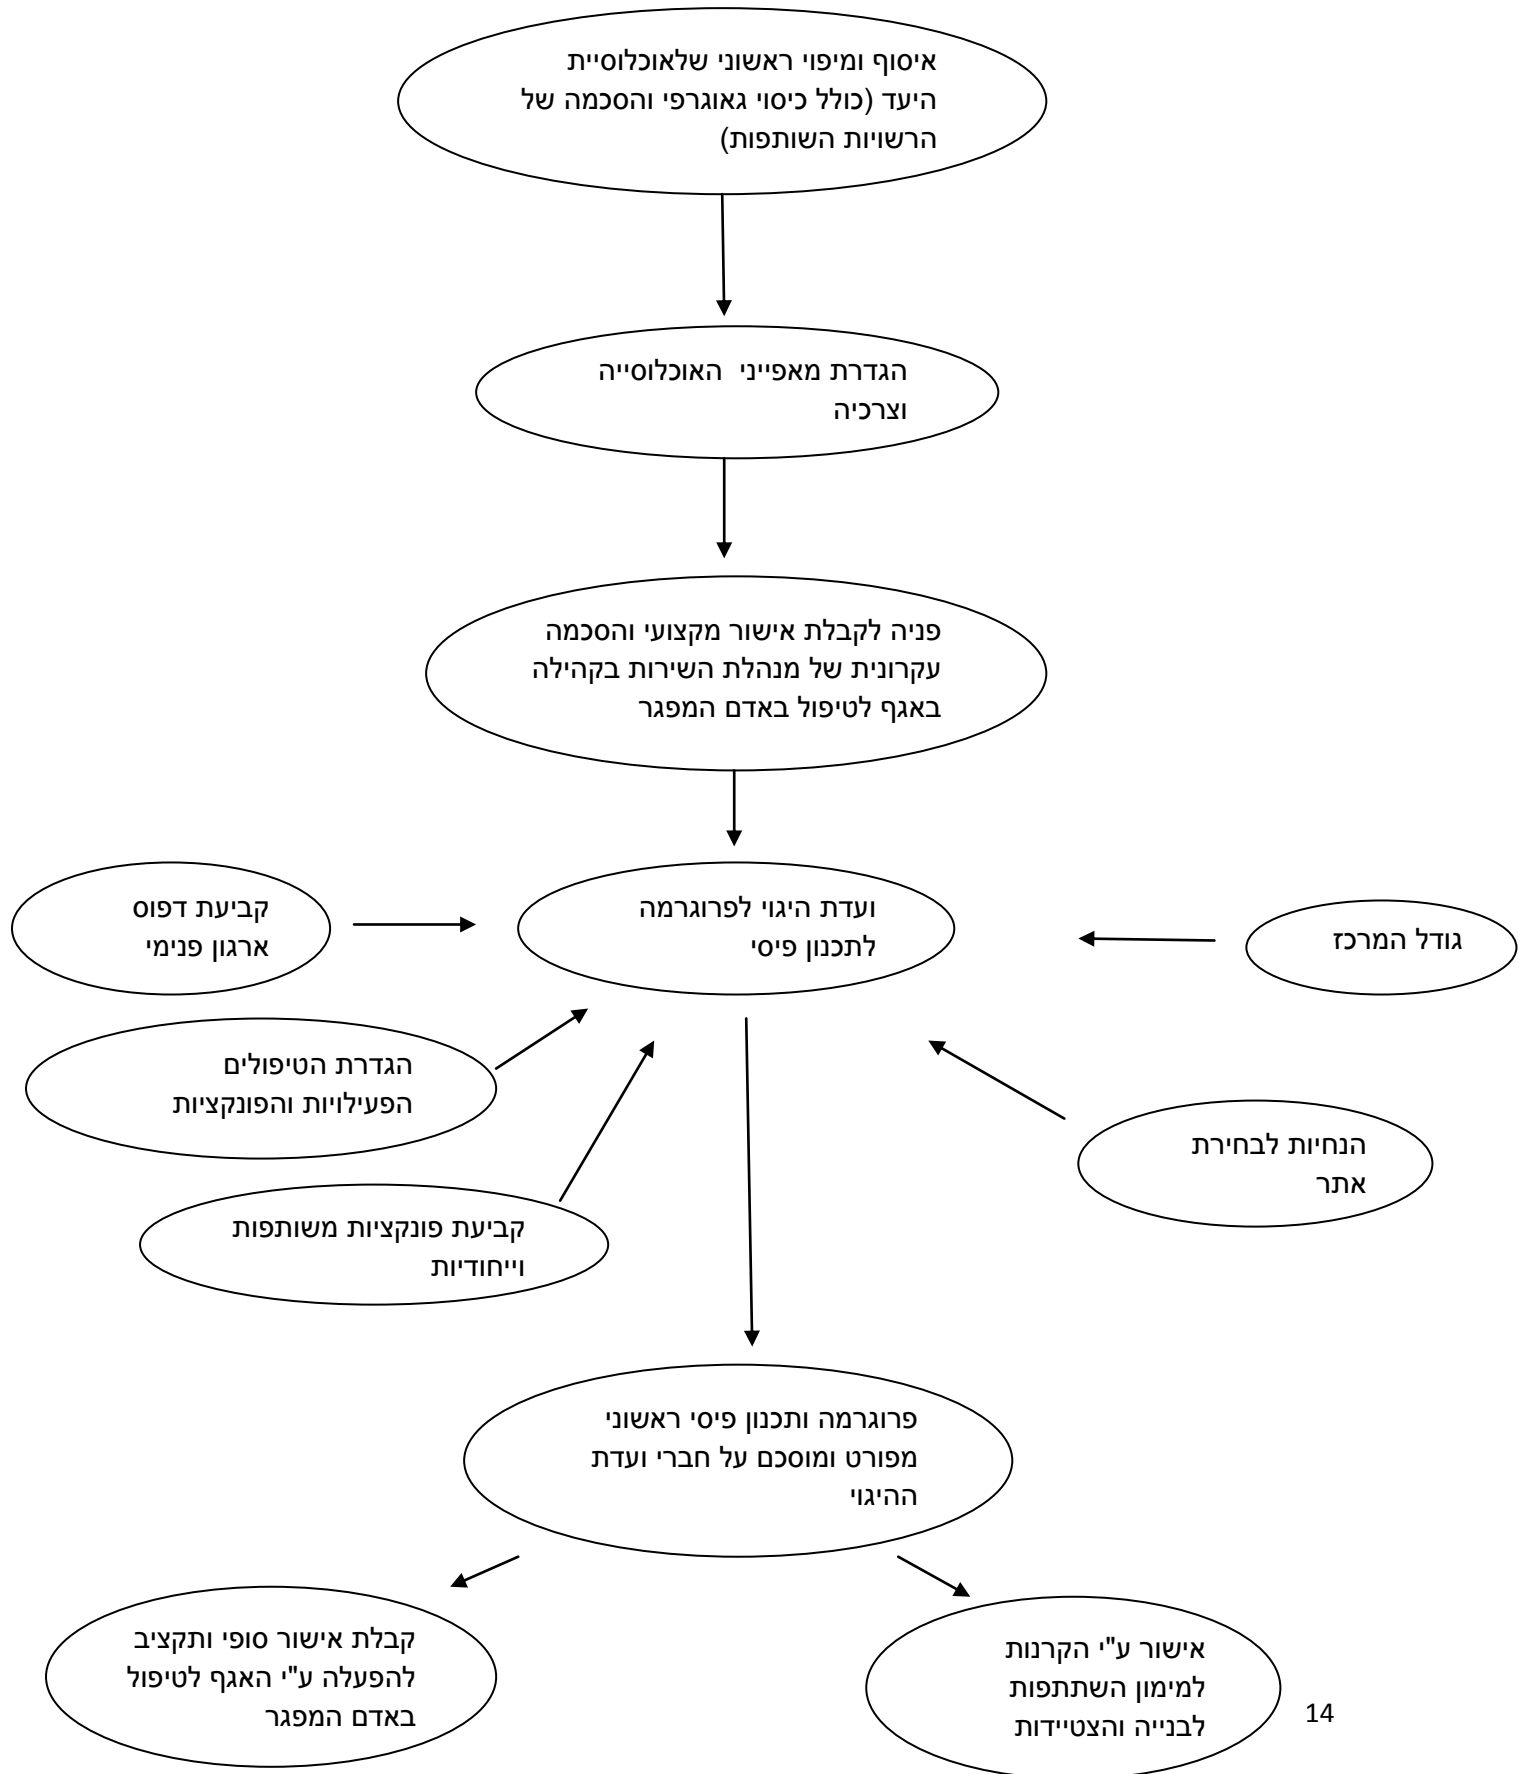 איסוף ומיפוי ראשוני שלאוכלוסיית
היעד (כולל כיסוי גאוגרפי והסכמה של
הרשויות השותפות)
הגדרת מאפייני האוכלוסייה
וצרכיה
פניה לקבלת אישור מקצועי והסכמה
עקרונית של מנהלת השירות בקהילה
באגף לטיפול באדם המפגר
ועדת היגוי לפרוגרמה
לתכנון פיסי
גודל המרכז
קביעת דפוס
ארגון פנימי
הגדרת הטיפולים
הפעילויות והפונקציות
הנחיות לבחירת
אתר
קביעת פונקציות משותפות
וייחודיות
פרוגרמה ותכנון פיסי ראשוני
מפורט ומוסכם על חברי ועדת
ההיגוי
אישור ע"י הקרנות
למימון השתתפות
לבנייה והצטיידות
קבלת אישור סופי ותקציב
להפעלה ע"י האגף לטיפול
באדם המפגר
14